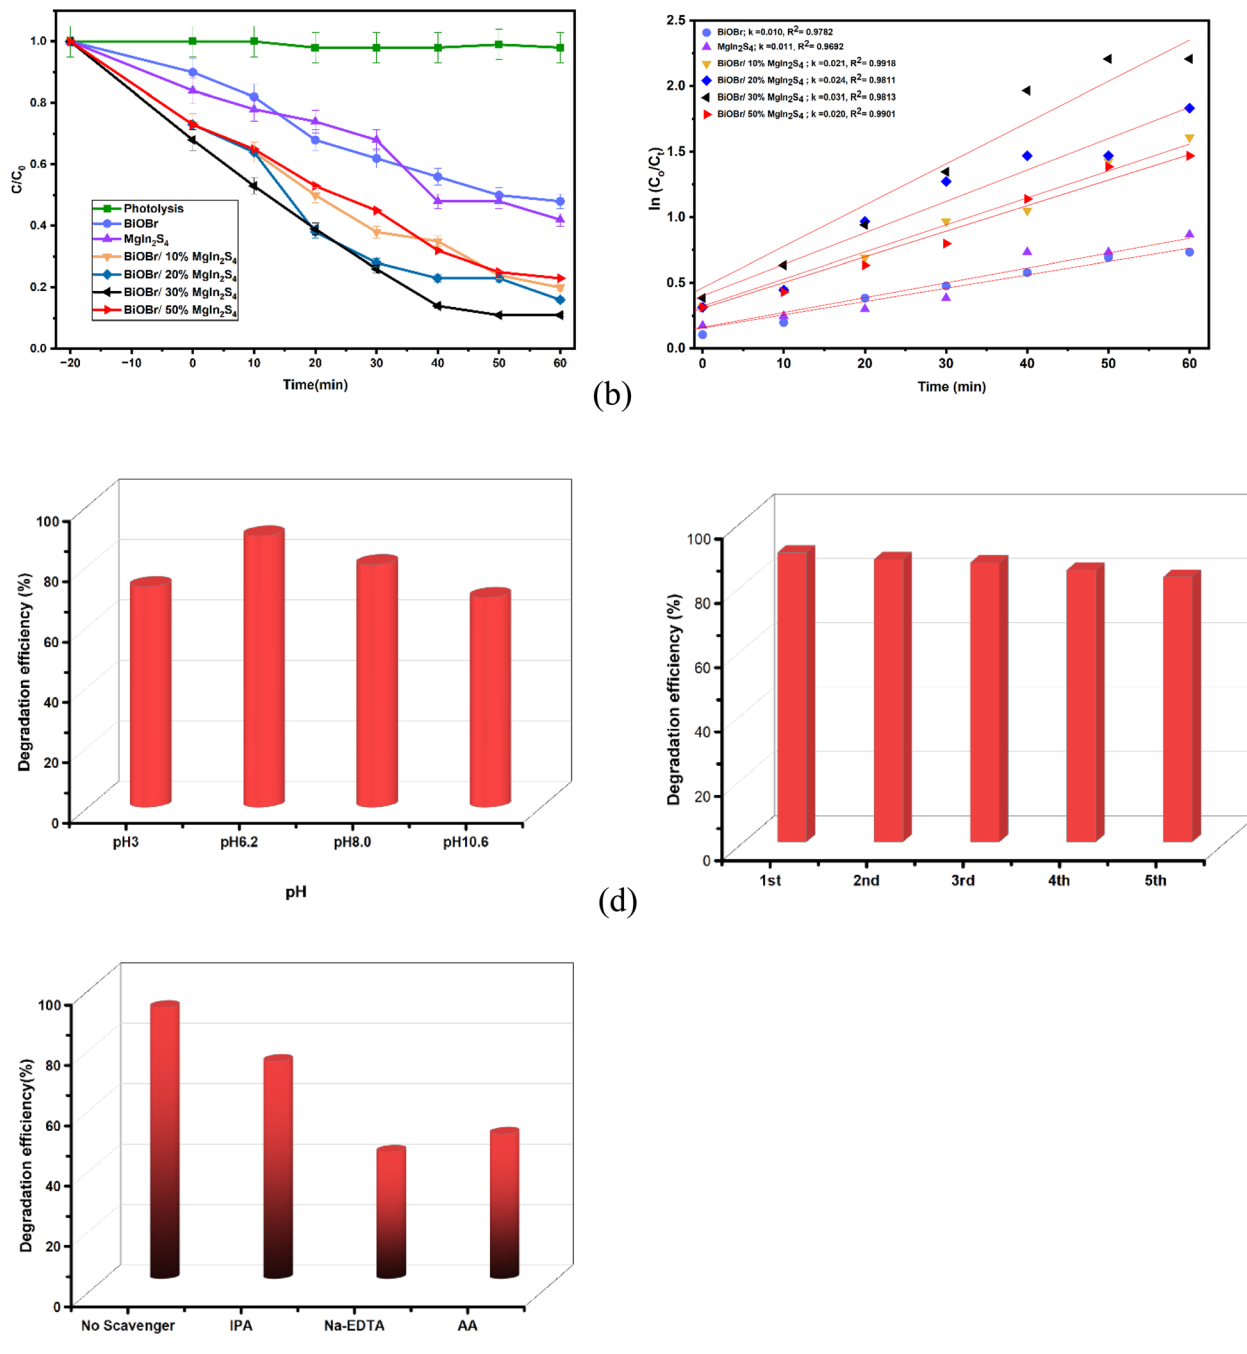 1.0
0.8
0.6
0.4
0.2
0.0
C/C0
Photolysis
BiOBr
MgIn2S4
BiOBr/ 10% MgIn2S4
BiOBr/ 20% MgIn2S4
BiOBr/ 30% MgIn2S4
BiOBr/ 50% MgIn2S4
−20 0 10 20 30 40 50 60
Time(min)
2.5
2.0
1.5
1.0
0.5
0.0
ln (Co/Ct)
BiOBr; k =0.010, R2= 0.9782
MgIn2S4; k =0.011, R2= 0.9692
BiOBr/ 10% MgIn2S4 ; k =0.021, R2= 0.9918
BiOBr/ 20% MgIn2S4 ; k =0.024, R2= 0.9811
BiOBr/ 30% MgIn2S4 ; k =0.031, R2= 0.9813
BiOBr/ 50% MgIn2S4 ; k =0.020, R2= 0.9901
0 10 20 30 40 50 60
Time (min)
(b)
100
80
60
40
20
0
Degradation efficiency (%)
pH3 pH6.2 pH8.0 pH10.6
pH
100
80
60
40
20
0
Degradation efficiency (%)
1st 2nd 3rd 4th 5th
(d)
100
80
60
40
20
0
Degradation efficiency(%)
No Scavenger IPA Na-EDTA AA